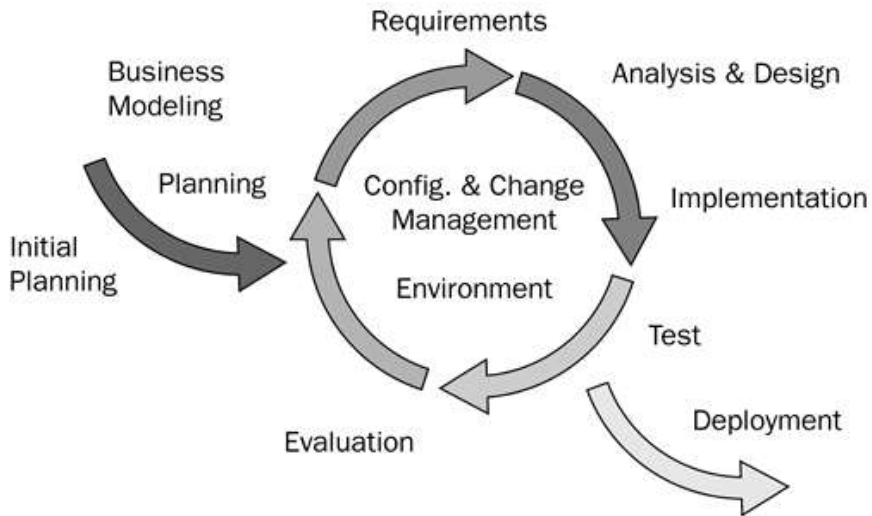 Requirements
Business
Modeling
Analysis & Design
Planning
Config. & Change
Management
Implementation
Initial
Planning
Environment
Test
Evaluation
Deployment